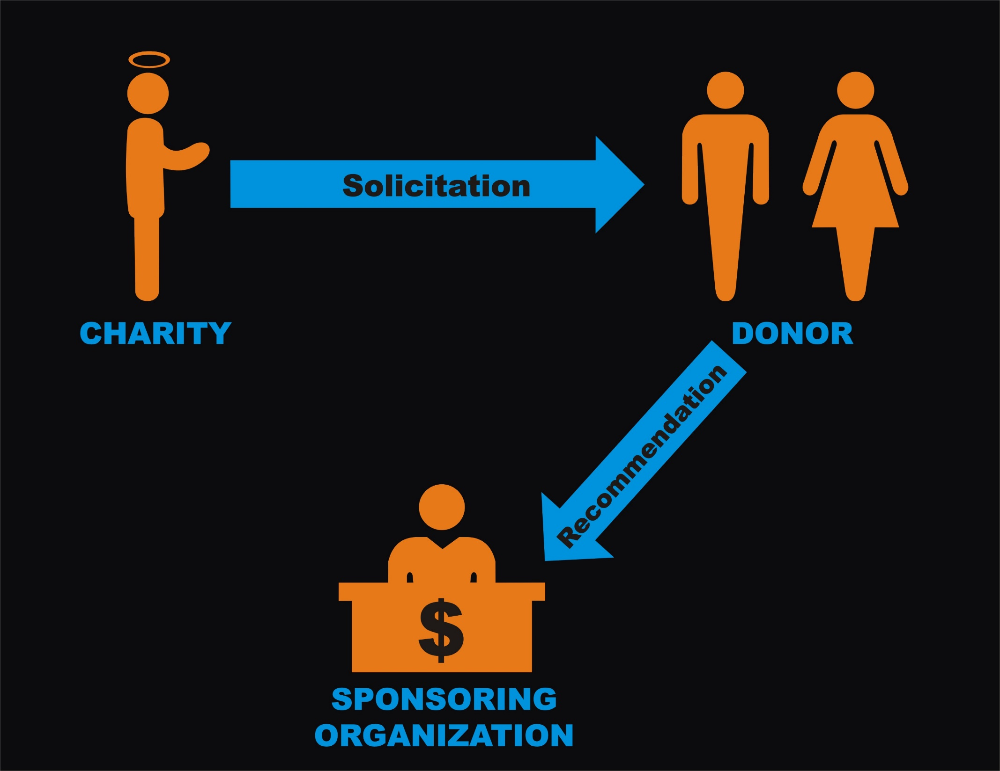 Solicitation
CHARITY
DONOR
Recommendation
$
SPONSORING
ORGANIZATION